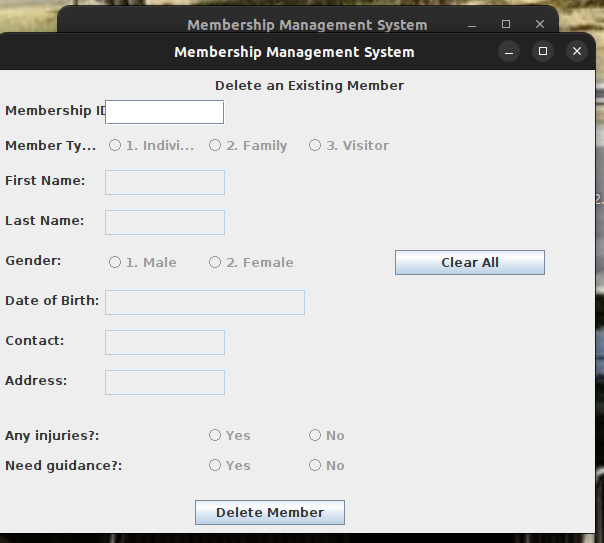 Membership Management System
Membership Management System
Delete an Existing Member
Membership ID
Member Ty... 1. Indivi... 2. Family 3. Visitor
First Name:
Last Name:
Gender: 1. Male 2. Female Clear All
Date of Birth:
Contact:
Address:
Any injuries?: Yes No
Need guidance?: Yes No
Delete Member
2.